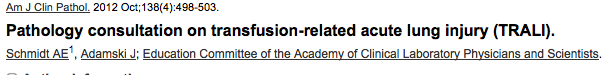 Am J Clin Pathol. 2012 Oct;138(4):498-503.
Pathology consultation on transfusion-related acute lung injury (TRALI).
Schmidt AE1, Adamski J; Education Committee of the Academy of Clinical Laboratory Physicians and Scientists.